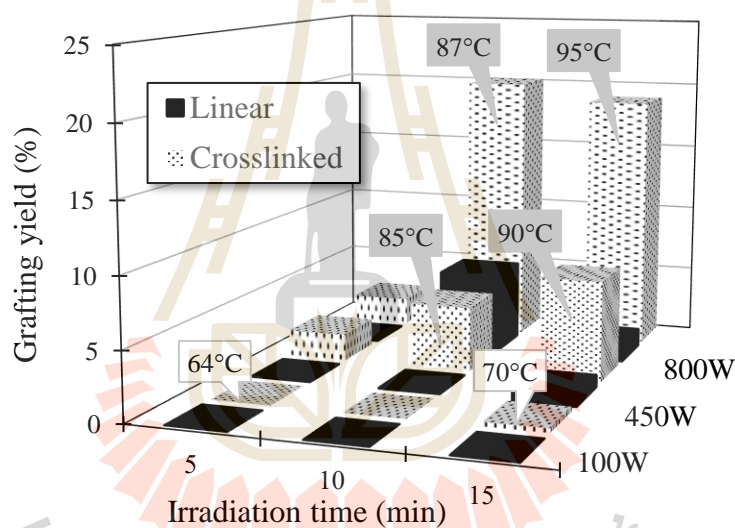 25
20
15
10
5
0
Grafting yield (%)
Linear
Crosslinked
87°C
95°C
85°C
90°C
64°C
70°C
800W
450W
100W
5
10
15
Irradiation time (min)